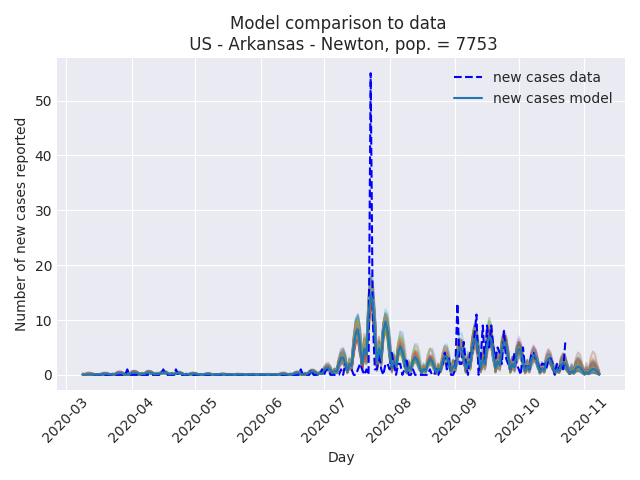 Model comparison to data
US - Arkansas - Newton, pop. = 7753
new cases data
new cases model
Number of new cases reported
50
40
30
20
10
0
2020-03
2020-04
2020-05
2020-06
2020-07
2020-08
2020-09
2020-10
2020-11
Day